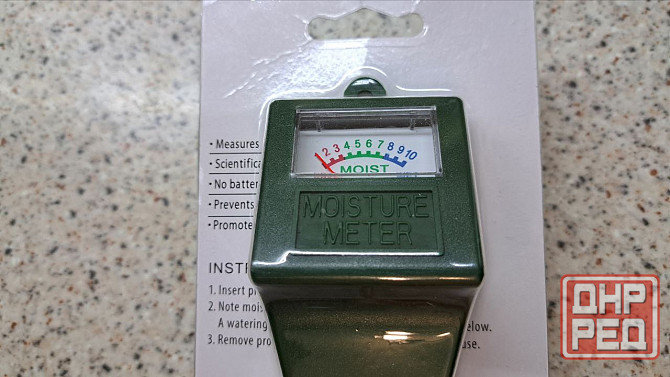 • Measures
• Scientifica
• No batter
• Prevents
• Promote
2 3 4 5 6 7 8 9 10
MOIST
MOISTURE
METER
INSTR
1. Insert pr
2. Note mois
A watering
elow.
3. Remove pro
use.
ДНР
РЕД